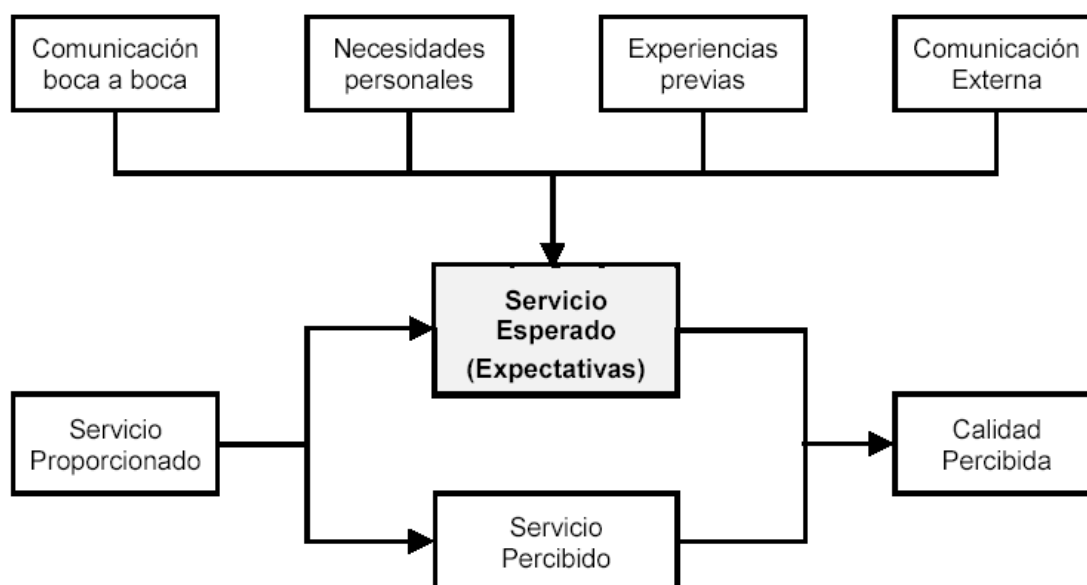 Comunicación
boca a boca
Necesidades
personales
Experiencias
previas
Comunicación
Externa
Servicio
Esperado
(Expectativas)
Servicio
Proporcionado
Calidad
Percibida
Servicio
Percibido